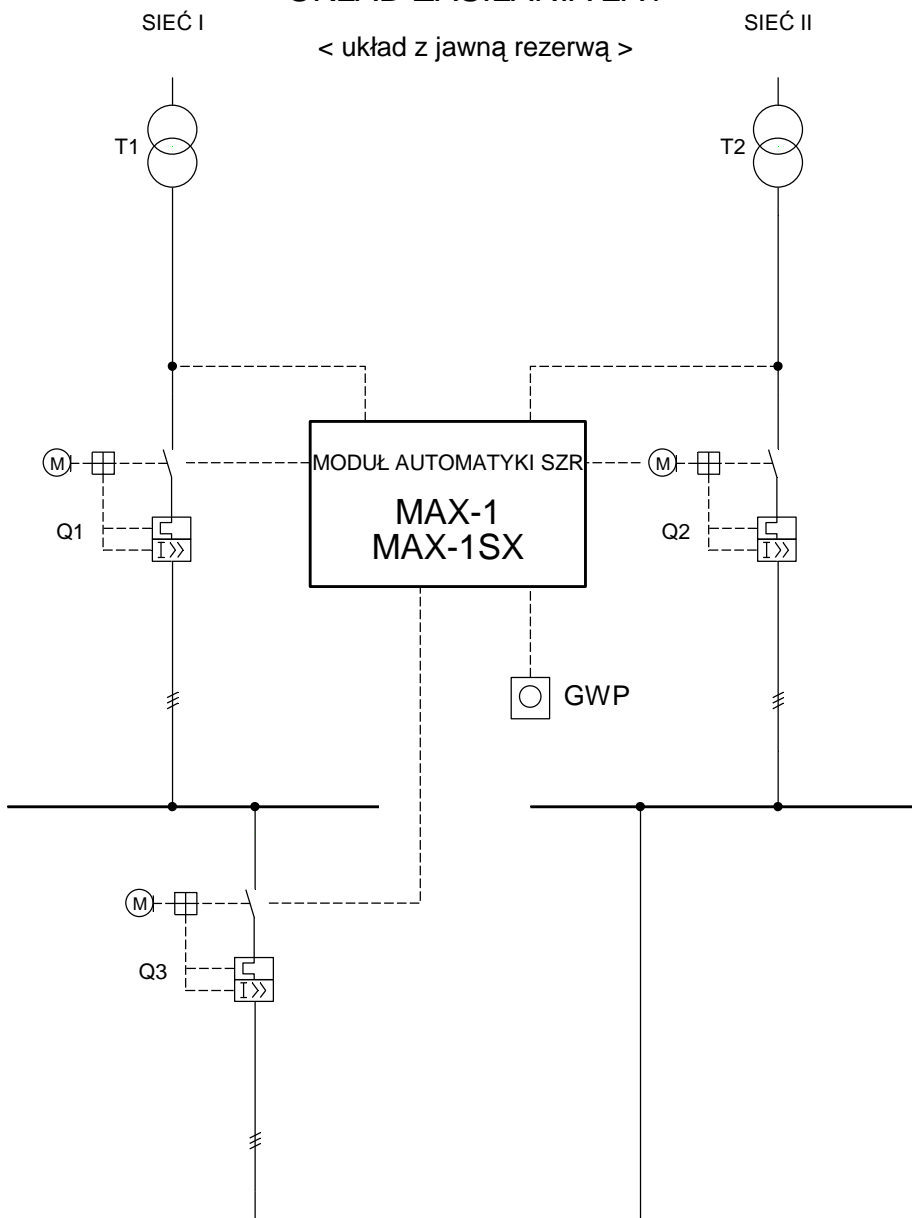 SIEĆ I
SIEĆ II
< układ z jawną rezerwą >
T1
T2
M
M
MODUŁ AUTOMATYKI SZR
MAX-1
MAX-1SX
Q1
I>>
Q2
I>>
GWP
M
Q3
I>>